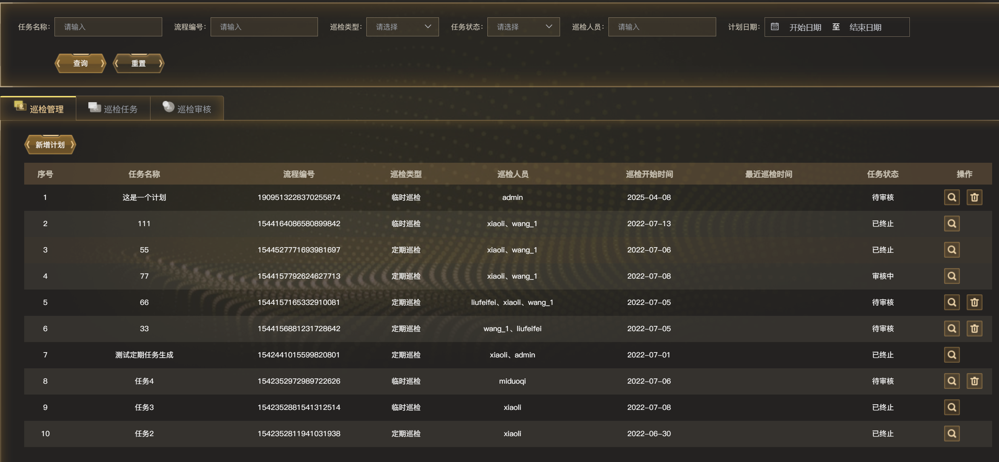 任务名称： 请输入 流程编号： 请输入 巡检类型： 请选择 任务状态： 请选择 巡检人员： 请输入 计划日期： 开始日期 至 结束日期
查询 重置
巡检管理 巡检任务 巡检审核
新增计划
序号 任务名称 流程编号 巡检类型 巡检人员 巡检开始时间 最近巡检时间 任务状态 操作
1 这是一个计划 1909513228370255874 临时巡检 admin 2025-04-08 待审核
2 111 1544164086580899842 临时巡检 xiaoli、wang_1 2022-07-13 已终止
3 55 1544527771693981697 定期巡检 xiaoli、wang_1 2022-07-06 已终止
4 77 1544157792624627713 定期巡检 xiaoli、wang_1 2022-07-08 审核中
5 66 1544157165332910081 定期巡检 liufeifei、xiaoli、wang_1 2022-07-05 待审核
6 33 1544156881231728642 定期巡检 wang_1、liufeifei 2022-07-05 待审核
7 测试定期任务生成 1542441015599820801 定期巡检 xiaoli、admin 2022-07-01 已终止
8 任务4 1542352972989722626 临时巡检 miduoqi 2022-07-06 待审核
9 任务3 1542352881541312514 临时巡检 xiaoli 2022-07-08 已终止
10 任务2 1542352811941031938 定期巡检 xiaoli 2022-06-30 已终止